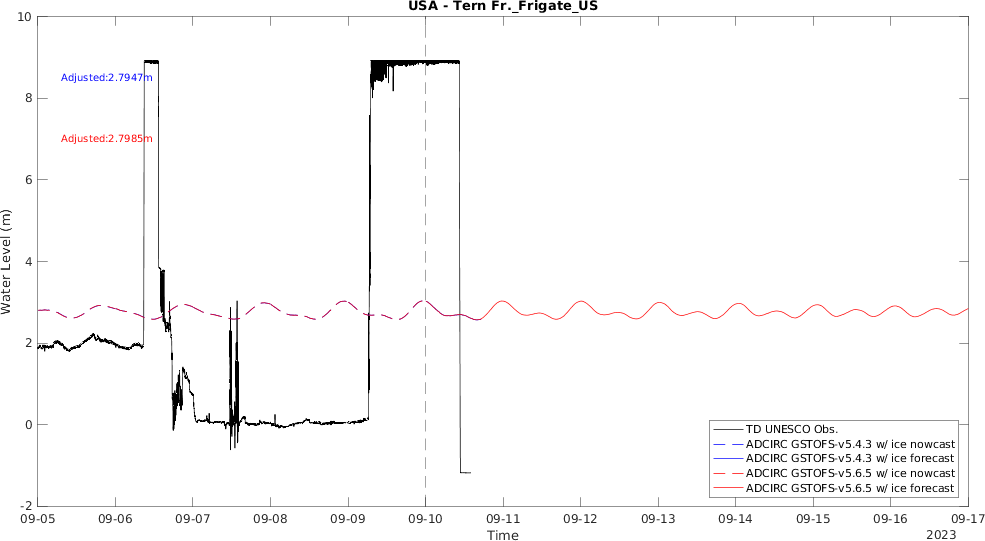 USA - Tern Fr._Frigate_US
10
8
6
4
2
0
-2
Water Level (m)
Adjusted:2.7947m
Adjusted:2.7985m
TD UNESCO Obs.
ADCIRC GSTOFS-v5.4.3 w/ ice nowcast
ADCIRC GSTOFS-v5.4.3 w/ ice forecast
ADCIRC GSTOFS-v5.6.5 w/ ice nowcast
ADCIRC GSTOFS-v5.6.5 w/ ice forecast
09-05 09-06 09-07 09-08 09-09 09-10 09-11 09-12 09-13 09-14 09-15 09-16 09-17
Time
2023